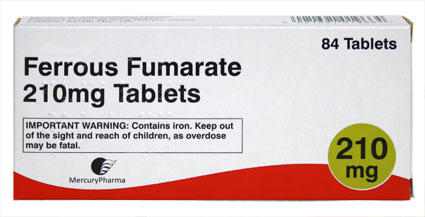 84 Tablets
Ferrous Fumarate
210mg Tablets
IMPORTANT WARNING: Contains iron. Keep out
of the sight and reach of children, as overdose
may be fatal.
210
mg
MercuryPharma